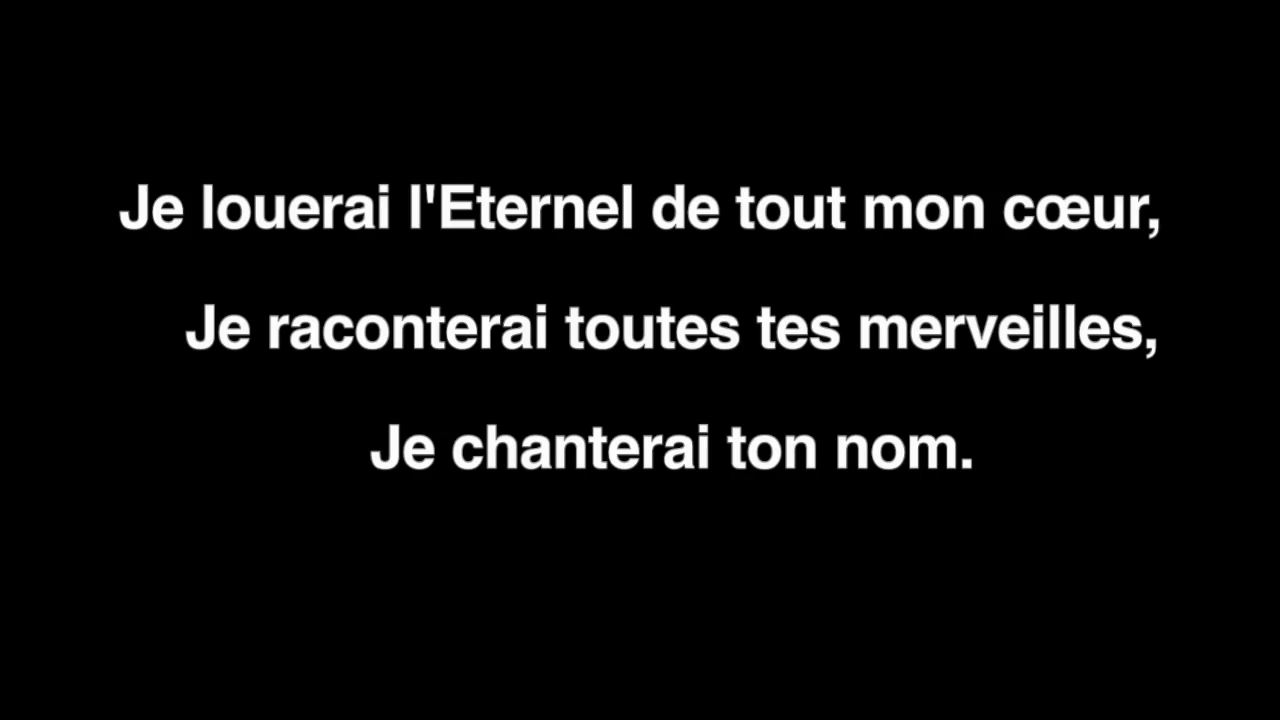 Je louerai l'Eternel de tout mon cœur,
Je raconterai toutes tes merveilles,
Je chanterai ton nom.